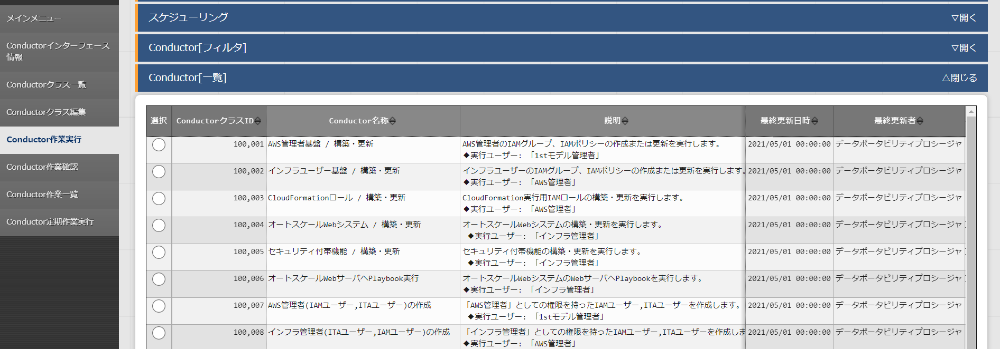 メインメニュー
Conductorインターフェース
情報
Conductorクラス一覧
Conductorクラス編集
Conductor作業実行
Conductor作業確認
Conductor作業一覧
Conductor定期作業実行
スケジューリング ▽開く
Conductor[フィルタ] ▽開く
Conductor[一覧] △閉じる
選択 ConductorクラスID Conductor名称 説明 最終更新日時 最終更新者
100,001 AWS管理者基盤 / 構築・更新 AWS管理者のIAMグループ、IAMポリシーの作成または更新を実行します。 2021/05/01 00:00:00 データポータビリティプロシージャ
◆実行ユーザー: 「1stモデル管理者」
100,002 インフラユーザー基盤 / 構築・更新 インフラユーザーのIAMグループ、IAMポリシーの作成または更新を実行します。 2021/05/01 00:00:00 データポータビリティプロシージャ
◆実行ユーザー: 「AWS管理者」
100,003 CloudFormationロール / 構築・更新 CloudFormation実行用IAMロールの構築・更新を実行します。 2021/05/01 00:00:00 データポータビリティプロシージャ
◆実行ユーザー: 「AWS管理者」
100,004 オートスケールWebシステム / 構築・更新 オートスケールWebシステムの構築・更新を実行します。 2021/05/01 00:00:00 データポータビリティプロシージャ
◆実行ユーザー: 「インフラ管理者」
100,005 セキュリティ付帯機能 / 構築・更新 セキュリティ付帯機能の構築・更新を実行します。 2021/05/01 00:00:00 データポータビリティプロシージャ
◆実行ユーザー: 「インフラ管理者」
100,006 オートスケールWebサーバへPlaybook実行 オートスケールWebシステムのWebサーバへPlaybookを実行します。 2021/05/01 00:00:00 データポータビリティプロシージャ
◆実行ユーザー: 「インフラ管理者」
100,007 AWS管理者(IAMユーザー,ITAユーザー)の作成 「AWS管理者」としての権限を持ったIAMユーザー,ITAユーザーを作成します。 2021/05/01 00:00:00 データポータビリティプロシージャ
◆実行ユーザー: 「1stモデル管理者」
100,008 インフラ管理者(ITAユーザー,IAMユーザー)の作成 「インフラ管理者」としての権限を持ったIAMユーザー,ITAユーザーを作成しま 2021/05/01 00:00:00 データポータビリティプロシージャ
◆実行ユーザー: 「AWS管理者」